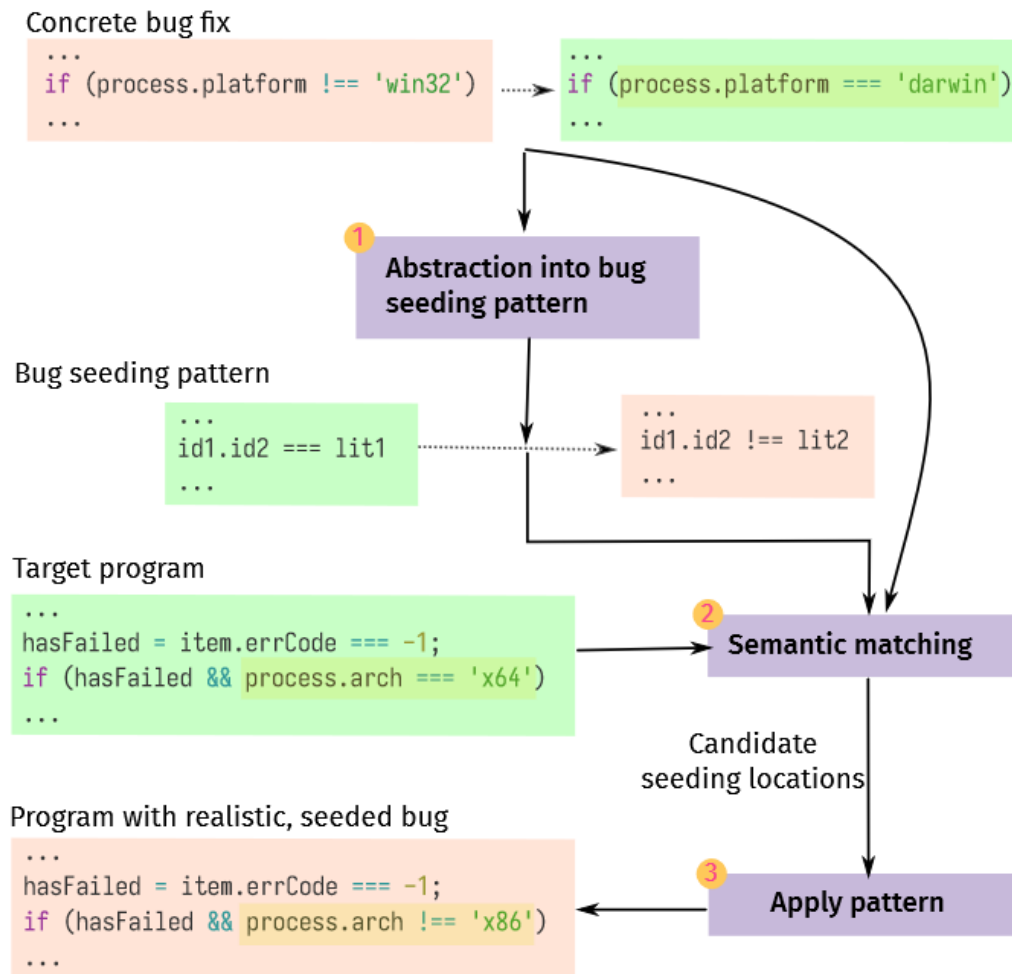 Concrete bug fix
...
if (process.platform !== 'win32')
...
...
if (process.platform === 'darwin')
...
1
Abstraction into bug
seeding pattern
Bug seeding pattern
...
id1.id2 === lit1
...
...
id1.id2 !== lit2
...
Target program
...
hasFailed = item.errCode === -1;
if (hasFailed && process.arch === 'x64')
...
2
Semantic matching
Candidate
seeding locations
Program with realistic, seeded bug
...
hasFailed = item.errCode === -1;
if (hasFailed && process.arch !== 'x86')
...
3
Apply pattern